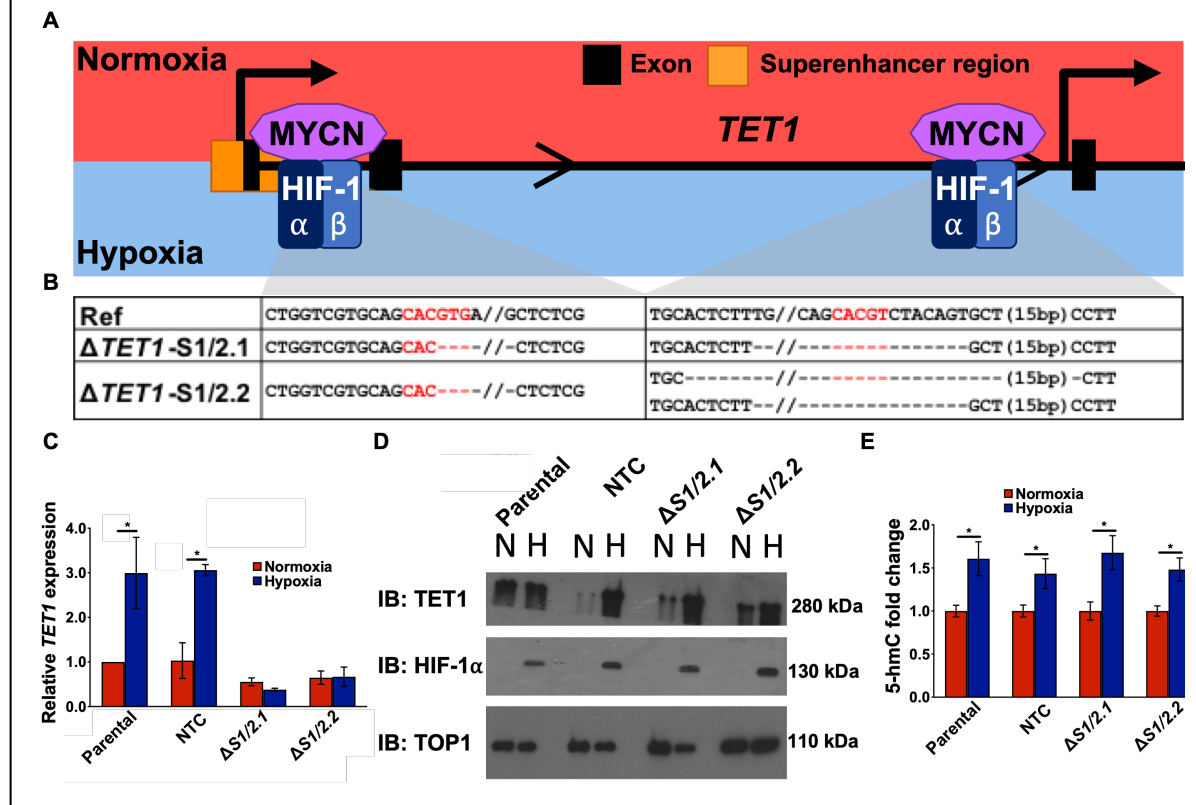 A
Normoxia
Exon
Superenhancer region
MYCN
TET1
MYCN
HIF-1
α β
HIF-1
α β
Hypoxia
B
Ref
CTGGTCGTGCAGCACGTGA//GCTCTCG
TGCACTCTTTG//CAGCACGTCTACAGTGCT(15bp)CCTT
ΔTET1-S1/2.1
CTGGTCGTGCAGCAC-----//-CTCTCG
TGCACTCTT--//-----------------GCT(15bp)CCTT
ΔTET1-S1/2.2
CTGGTCGTGCAGCAC-----//-CTCTCG
TGC--------//--------------------(15bp)-CTT
TGCACTCTT--//-----------------GCT(15bp)CCTT
C
Relative TET1 expression
4.0
3.0
2.0
1.0
0.0
*
*
Normoxia
Hypoxia
Parental
NTC
ΔS1/2.1
ΔS1/2.2
D
Parental
NTC
ΔS1/2.1
ΔS1/2.2
N H N H N H N H
IB: TET1
280 kDa
IB: HIF-1α
130 kDa
IB: TOP1
110 kDa
E
Normoxia
Hypoxia
5-hmC fold change
2.0
1.5
1.0
0.5
0.0
*
*
*
*
Parental
NTC
ΔS1/2.1
ΔS1/2.2